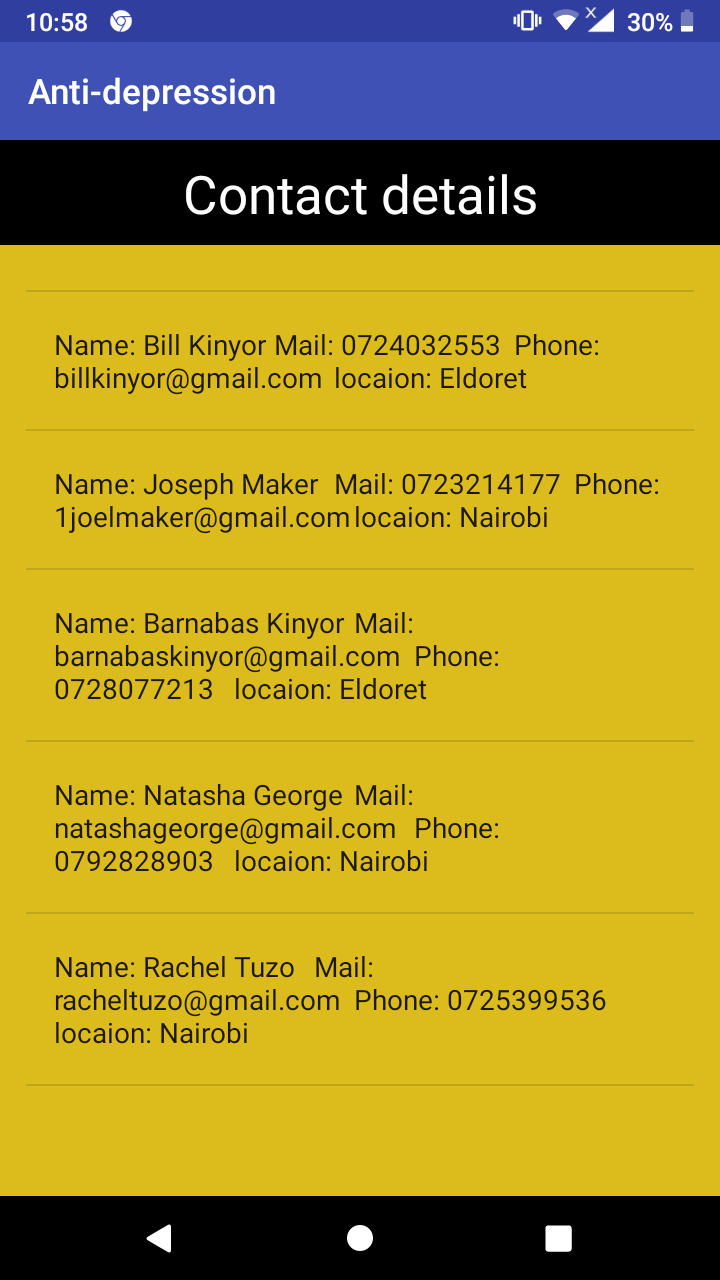 10:58
X
30%
Anti-depression
Contact details
Name: Bill Kinyor Mail: 0724032553 Phone:
billkinyor@gmail.com locaion: Eldoret
Name: Joseph Maker Mail: 0723214177 Phone:
1joelmaker@gmail.com locaion: Nairobi
Name: Barnabas Kinyor Mail:
barnabaskinyor@gmail.com Phone:
0728077213 locaion: Eldoret
Name: Natasha George Mail:
natashageorge@gmail.com Phone:
0792828903 locaion: Nairobi
Name: Rachel Tuzo Mail:
racheltuzo@gmail.com Phone: 0725399536
locaion: Nairobi